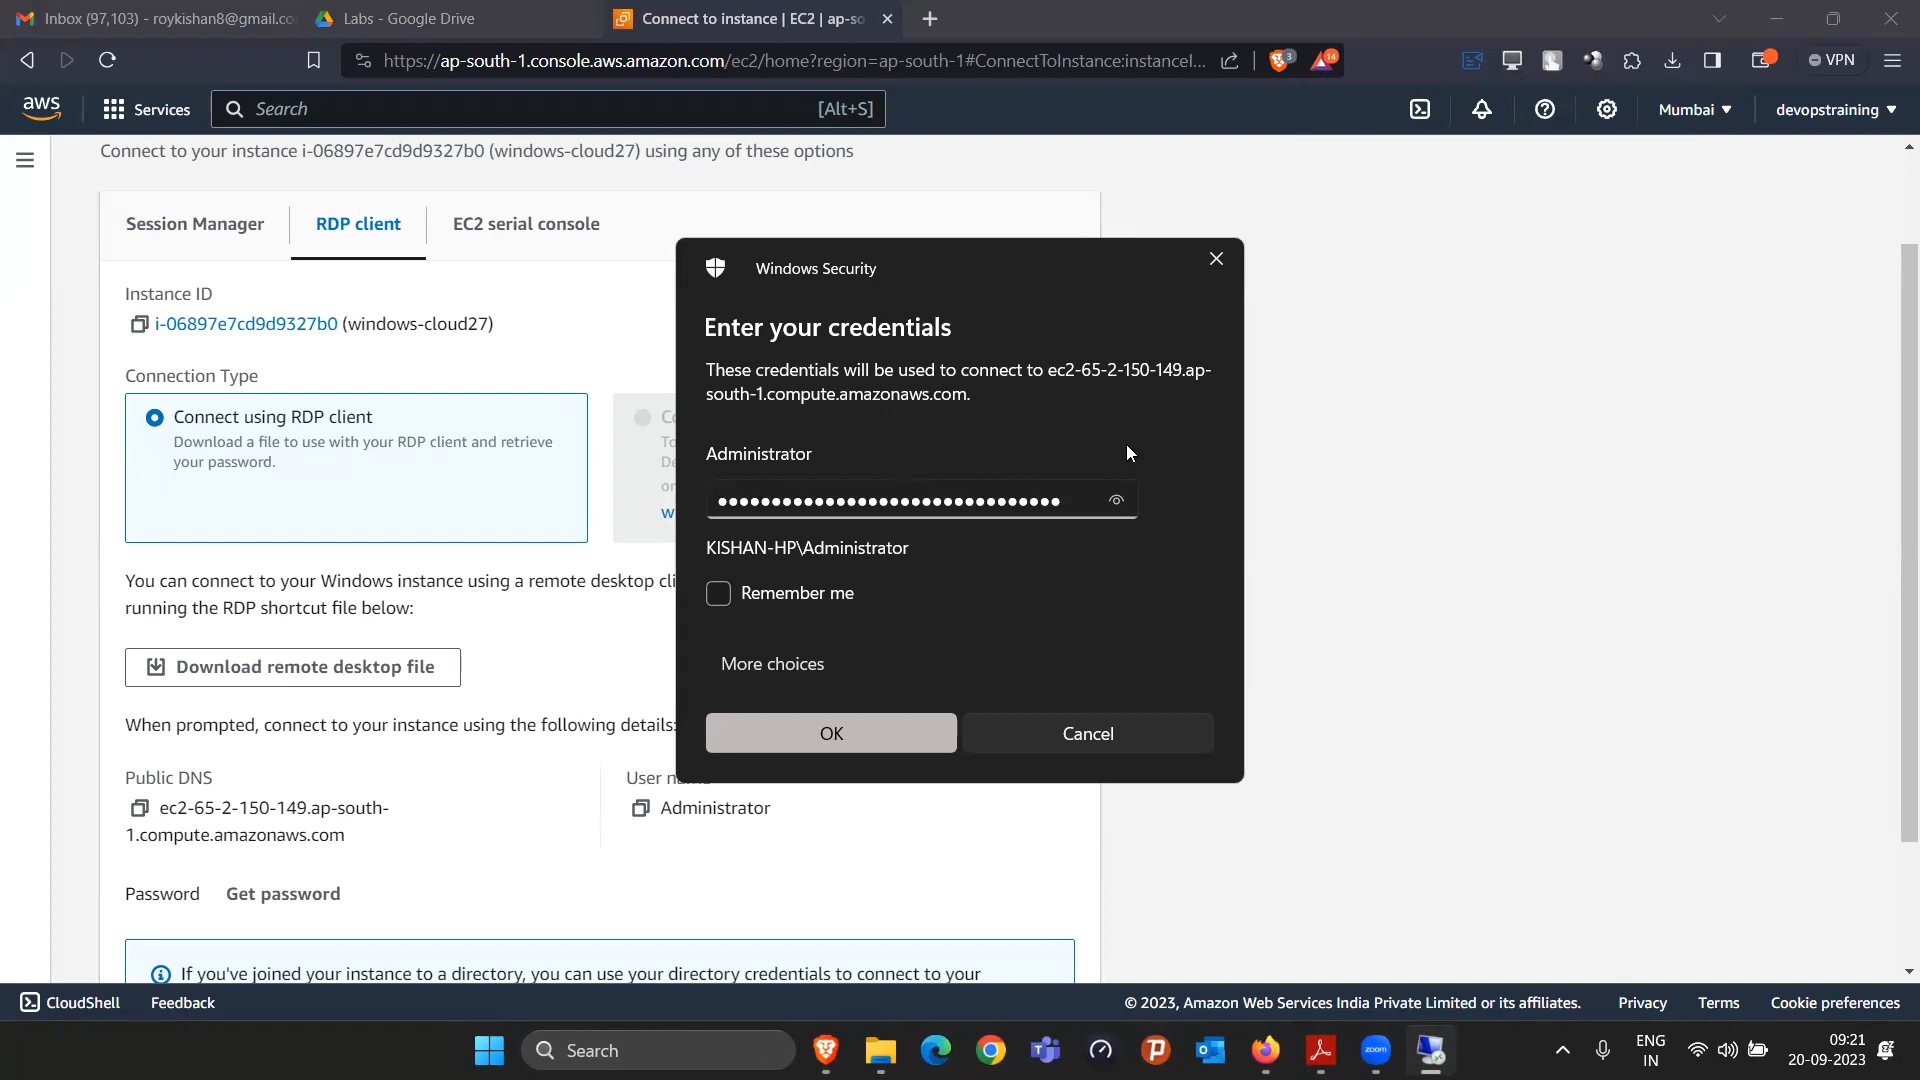 Inbox (97,103) - roykishan8@gmail.co
Labs - Google Drive
Connect to instance | EC2 | ap-so
https://ap-south-1.console.aws.amazon.com/ec2/home?region=ap-south-1#ConnectToInstance:instanceI...
3
14
VPN
aws
Services
Search
[Alt+S]
Mumbai
devopstraining
Connect to your instance i-06897e7cd9d9327b0 (windows-cloud27) using any of these options
Session Manager
RDP client
EC2 serial console
Instance ID
i-06897e7cd9d9327b0 (windows-cloud27)
Connection Type
Connect using RDP client
Download a file to use with your RDP client and retrieve
your password.
You can connect to your Windows instance using a remote desktop cli
running the RDP shortcut file below:
Download remote desktop file
When prompted, connect to your instance using the following details:
Public DNS
ec2-65-2-150-149.ap-south-
1.compute.amazonaws.com
User n
Administrator
Password
Get password
If you've joined your instance to a directory, you can use your directory credentials to connect to your
Windows Security
Enter your credentials
These credentials will be used to connect to ec2-65-2-150-149.ap-
south-1.compute.amazonaws.com.
Administrator
KISHAN-HP\Administrator
Remember me
More choices
OK
Cancel
CloudShell
Feedback
© 2023, Amazon Web Services India Private Limited or its affiliates.
Privacy
Terms
Cookie preferences
Search
zoom
ENG
IN
09:21
20-09-2023